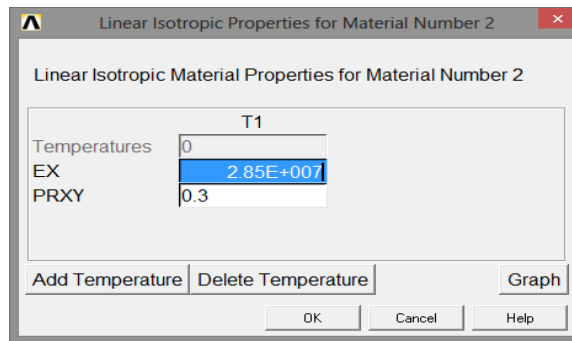 Linear Isotropic Properties for Material Number 2
Linear Isotropic Material Properties for Material Number 2
T1
Temperatures 0
EX 2.85E+007
PRXY 0.3
Add Temperature Delete Temperature Graph
OK Cancel Help